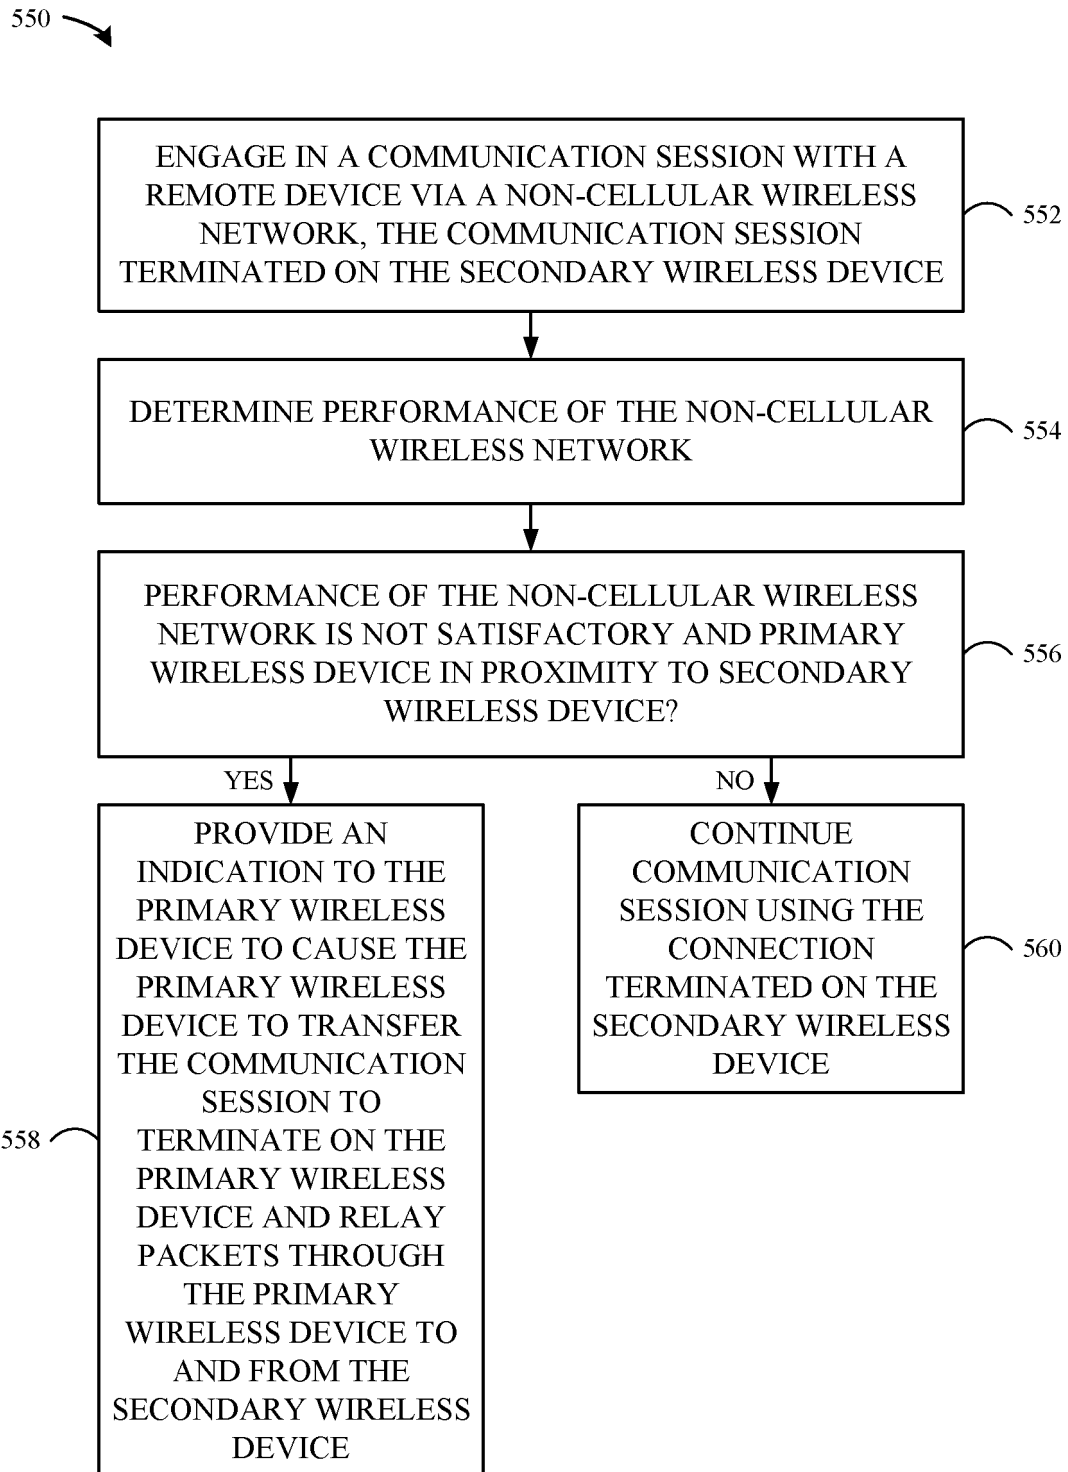 550
ENGAGE IN A COMMUNICATION SESSION WITH A
REMOTE DEVICE VIA A NON-CELLULAR WIRELESS
NETWORK, THE COMMUNICATION SESSION
TERMINATED ON THE SECONDARY WIRELESS DEVICE
552
DETERMINE PERFORMANCE OF THE NON-CELLULAR
WIRELESS NETWORK
554
PERFORMANCE OF THE NON-CELLULAR WIRELESS
NETWORK IS NOT SATISFACTORY AND PRIMARY
WIRELESS DEVICE IN PROXIMITY TO SECONDARY
WIRELESS DEVICE?
556
YES
NO
PROVIDE AN
INDICATION TO THE
PRIMARY WIRELESS
DEVICE TO CAUSE THE
PRIMARY WIRELESS
DEVICE TO TRANSFER
THE COMMUNICATION
SESSION TO
TERMINATE ON THE
PRIMARY WIRELESS
DEVICE AND RELAY
PACKETS THROUGH
THE PRIMARY
WIRELESS DEVICE TO
AND FROM THE
SECONDARY WIRELESS
DEVICE
558
CONTINUE
COMMUNICATION
SESSION USING THE
CONNECTION
TERMINATED ON THE
SECONDARY WIRELESS
DEVICE
560